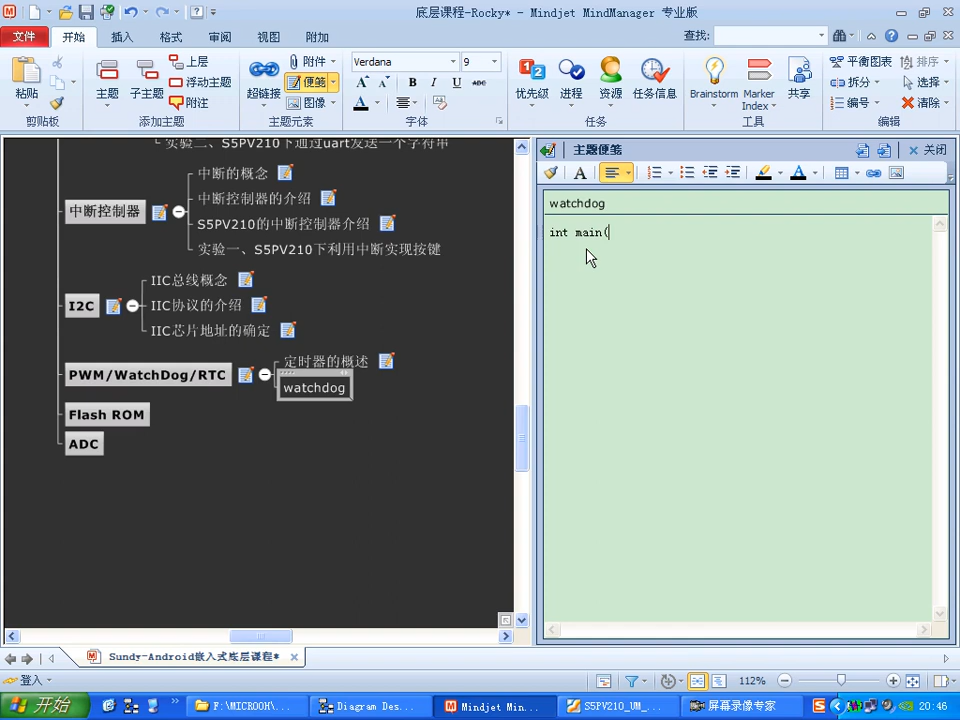 底层课程-Rocky* - Mindjet MindManager 专业版
文件 开始 插入 格式 审阅 视图 附加 查找:
粘贴 主题 子主题 上层 浮动主题 附注 超链接 附件 便笺 图像 Verdana 9 B I U ABC 优先级 进程 资源 任务信息 Brainstorm Marker Index 共享 平衡图表 拆分 编号 排序 选择 清除
剪贴板 添加主题 主题元素 字体 任务 工具 编辑
实验二、S5PV210下通过uart发送一个字符串
中断控制器
中断的概念
中断控制器的介绍
S5PV210的中断控制器介绍
实验一、S5PV210下利用中断实现按键
I2C
IIC总线概念
IIC协议的介绍
IIC芯片地址的确定
PWM/WatchDog/RTC
定时器的概述
watchdog
Flash ROM
ADC
主题便笺 关闭
watchdog
int main(
Sundy-Android嵌入式底层课程*
登入 112%
开始 F:\MICROOH\... Diagram Des... Mindjet Min... S5PV210_UM_... 屏幕录像专家 20:46